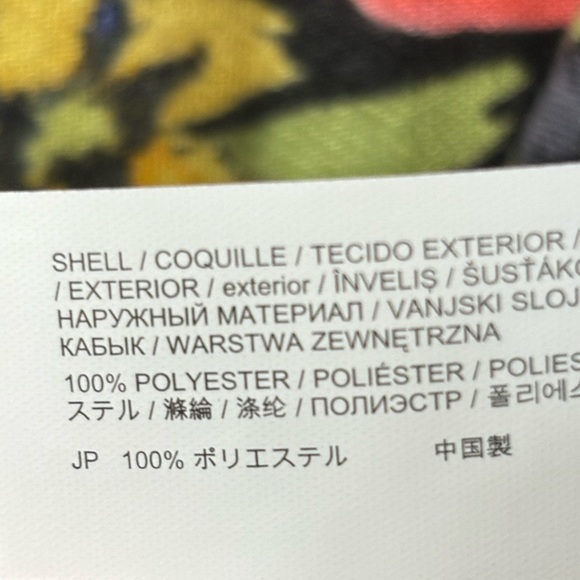 SHELL / COQUILLE / TECIDO EXTERIOR /
/ EXTERIOR / exterior / ÎNVELIȘ / ŠUSŤÁK
НАРУЖНЫЙ МАТЕРИАЛ / VANJSKI SLOJ
ҚАБЫҚ / WARSTWA ZEWNĘTRZNA
100% POLYESTER / POLIÉSTER / POLIES
ステル / 滌綸 / 涤纶 / ПОЛИЭСТР / 폴리에스
JP 100% ポリエステル 中国製